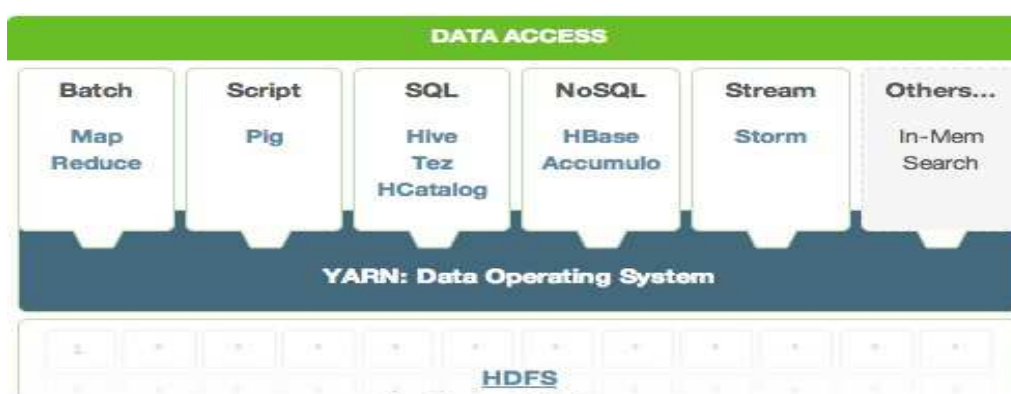 DATA ACCESS
Batch
Map
Reduce
Script
Pig
SQL
Hive
Tez
HCatalog
NoSQL
HBase
Accumulo
Stream
Storm
Others...
In-Mem
Search
YARN: Data Operating System
HDFS